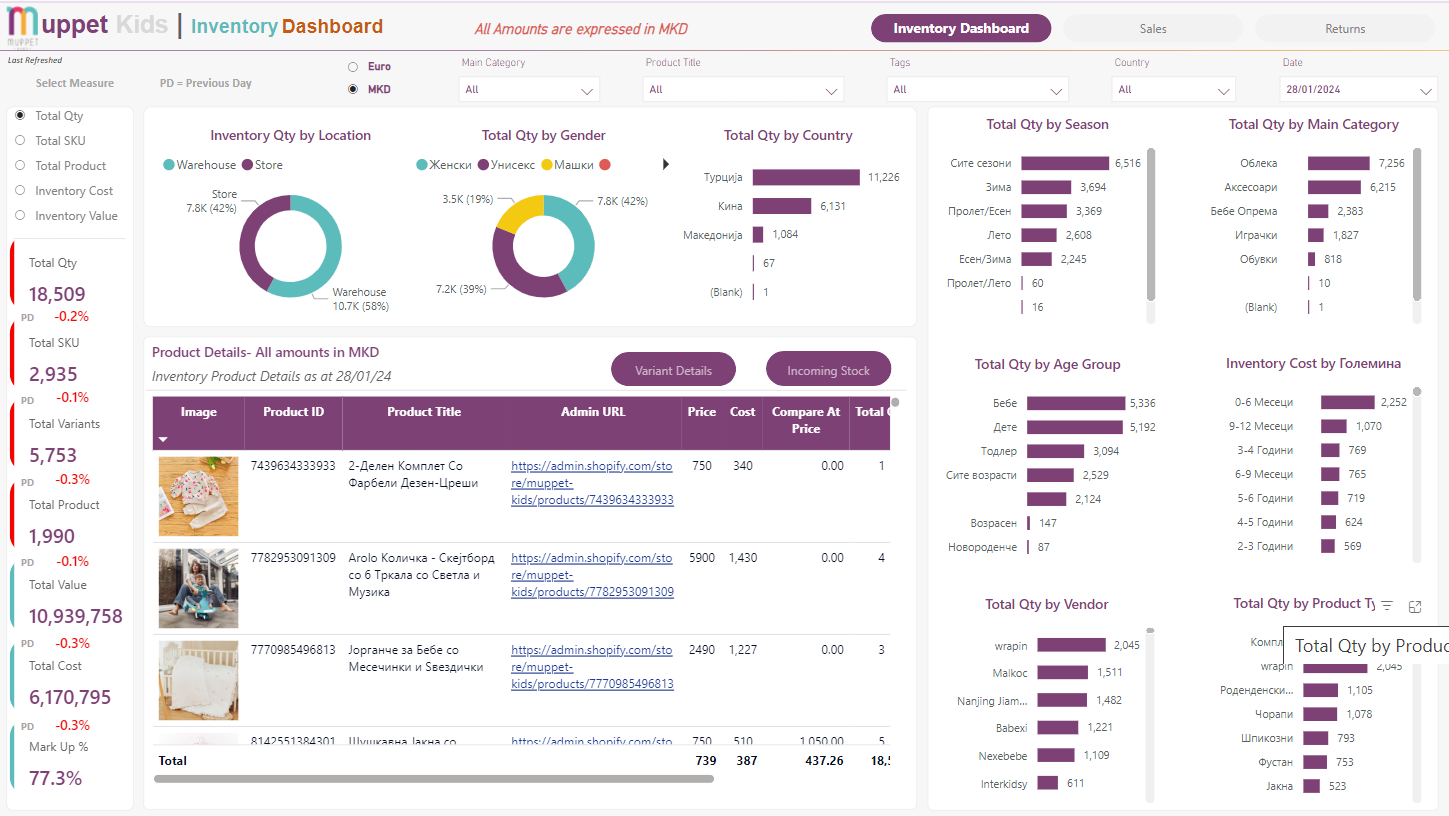 muppet Kids | Inventory Dashboard
MUPPET
All Amounts are expressed in MKD
Inventory Dashboard
Sales
Returns
Last Refreshed
Select Measure
PD = Previous Day
Euro
MKD
Main Category
All
Product Title
All
Tags
All
Country
All
Date
28/01/2024
Total Qty
Total SKU
Total Product
Inventory Cost
Inventory Value
Total Qty
18,509
PD -0.2%
Total SKU
2,935
PD -0.1%
Total Variants
5,753
PD -0.3%
Total Product
1,990
PD -0.1%
Total Value
10,939,758
PD -0.3%
Total Cost
6,170,795
PD -0.3%
Mark Up %
77.3%
Inventory Qty by Location
Warehouse Store
Store
7.8K (42%)
Warehouse
10.7K (58%)
Total Qty by Gender
Женски Унисекс Машки
3.5K (19%)
7.8K (42%)
7.2K (39%)
Total Qty by Country
Турција 11,226
Кина 6,131
Македонија 1,084
67
(Blank) 1
Product Details- All amounts in MKD
Inventory Product Details as at 28/01/24
Variant Details
Incoming Stock
Image Product ID Product Title Admin URL Price Cost Compare At Price Total
7439634333933 2-Делен Комплет Со Фарбели Дезен-Цреши https://admin.shopify.com/store/muppet-kids/products/7439634333933 750 340 0.00 1
7782953091309 Arolo Количка - Скејтборд со 6 Тркала со Светла и Музика https://admin.shopify.com/store/muppet-kids/products/7782953091309 5900 1,430 0.00 4
7770985496813 Јорганче за Бебе со Месечинки и Ѕвездички https://admin.shopify.com/store/muppet-kids/products/7770985496813 2490 1,227 0.00 3
8142551384301 Шушкавна Јакна со https://admin.shopify.com/sto 750 510 1,050.00 5
Total 739 387 437.26 18,5
Total Qty by Season
Сите сезони 6,516
Зима 3,694
Пролет/Есен 3,369
Лето 2,608
Есен/Зима 2,245
Пролет/Лето 60
16
Total Qty by Main Category
Облека 7,256
Аксесоари 6,215
Бебе Опрема 2,383
Играчки 1,827
Обувки 818
10
(Blank) 1
Total Qty by Age Group
Бебе 5,336
Дете 5,192
Тодлер 3,094
Сите возрасти 2,529
2,124
Возрасен 147
Новороденче 87
Inventory Cost by Големина
0-6 Месеци 2,252
9-12 Месеци 1,070
3-4 Години 769
6-9 Месеци 765
5-6 Години 719
4-5 Години 624
2-3 Години 569
Total Qty by Vendor
wrapin 2,045
Malkoc 1,511
Nanjing Jiam... 1,482
Babexi 1,221
Nexebebe 1,109
Interkidsy 611
Total Qty by Product Ty
Total Qty by Produc
Компл
wrapin 2,045
Роденденски... 1,105
Чорапи 1,078
Шпикозни 793
Фустан 753
Јакна 523